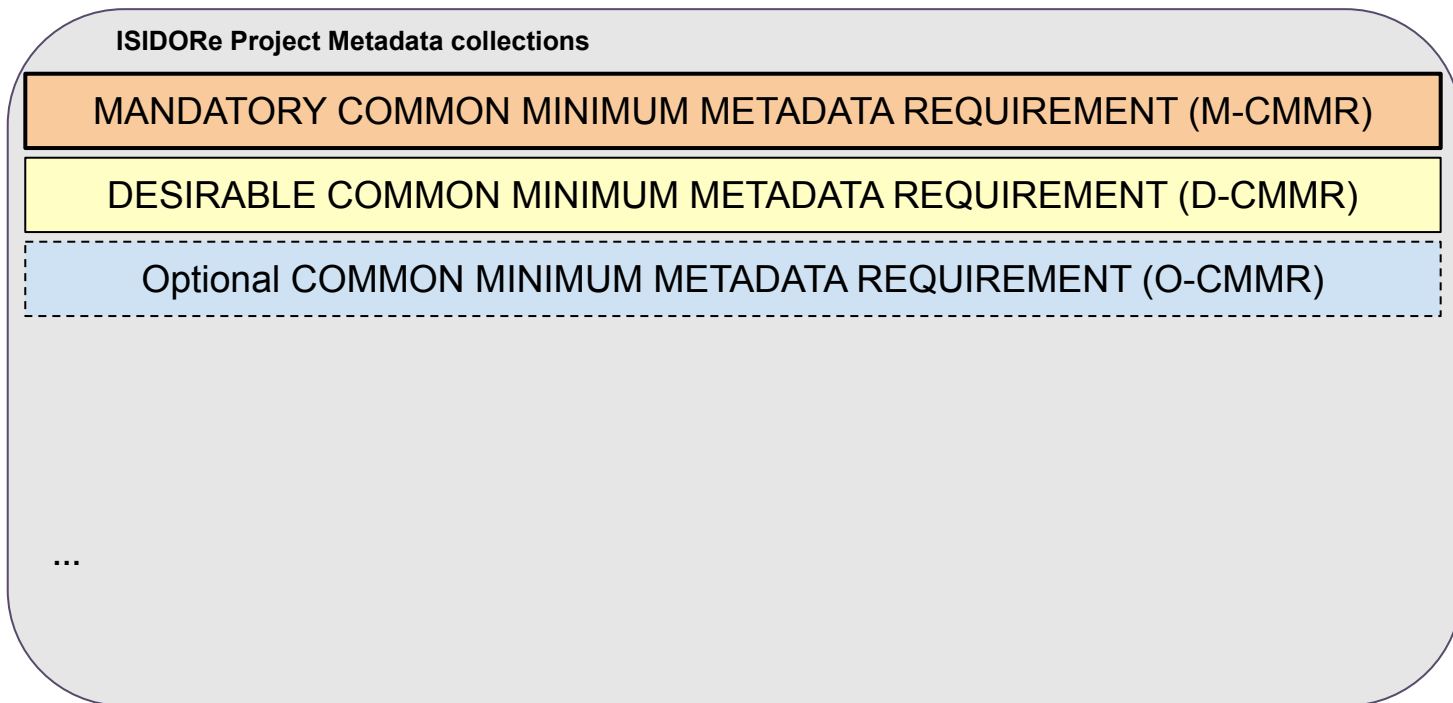 ISIDORe Project Metadata collections
MANDATORY COMMON MINIMUM METADATA REQUIREMENT (M-CMMR)
DESIRABLE COMMON MINIMUM METADATA REQUIREMENT (D-CMMR)
Optional COMMON MINIMUM METADATA REQUIREMENT (O-CMMR)
...